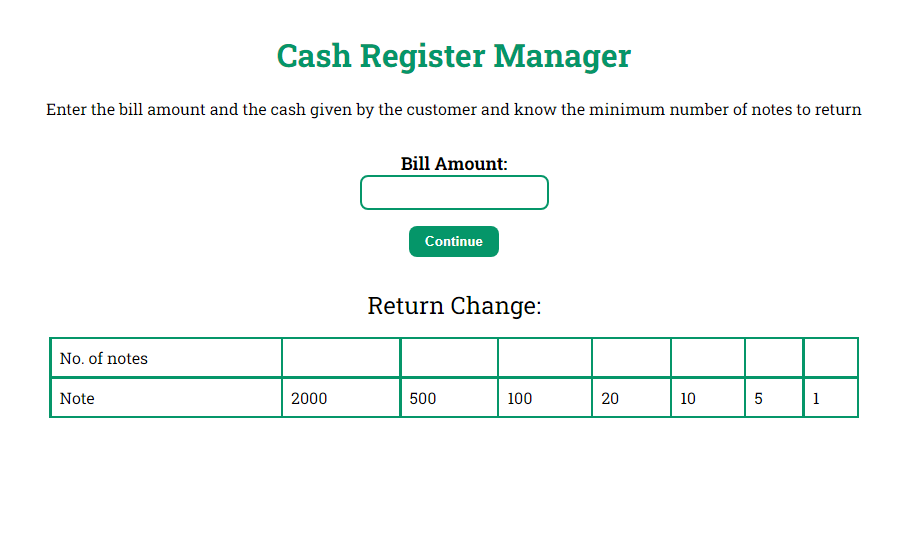 Cash Register Manager
Enter the bill amount and the cash given by the customer and know the minimum number of notes to return
Bill Amount:
Continue
Return Change:
No. of notes
Note 2000 500 100 20 10 5 1